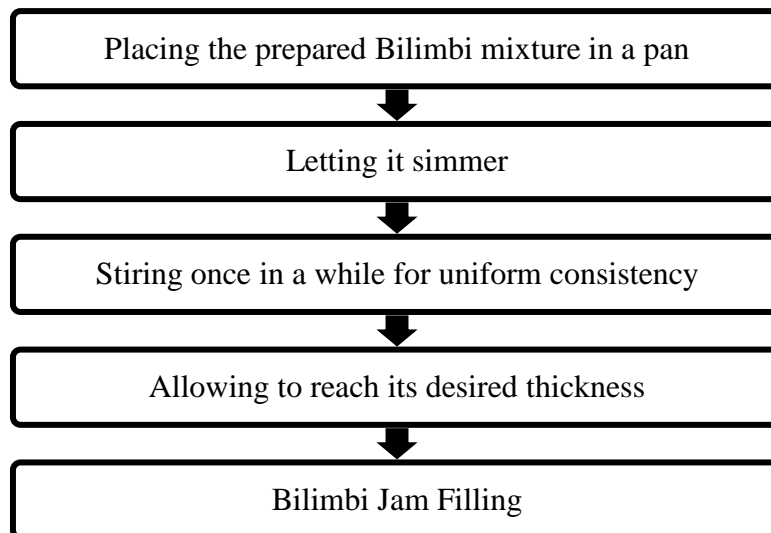 Placing the prepared Bilimbi mixture in a pan
Letting it simmer
Stiring once in a while for uniform consistency
Allowing to reach its desired thickness
Bilimbi Jam Filling